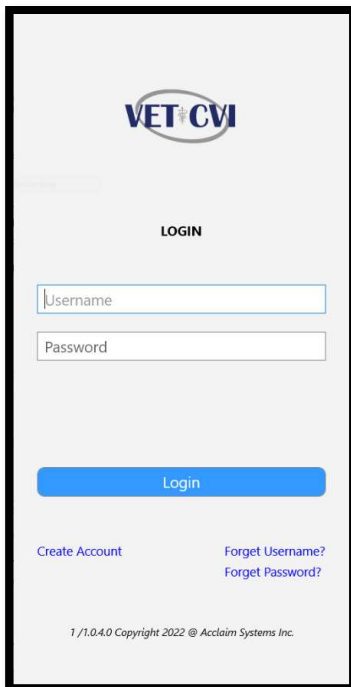 VET CVI
LOGIN
Username
Password
Login
Create Account
Forget Username?
Forget Password?
1 /1.0.4.0 Copyright 2022 @ Acclaim Systems Inc.